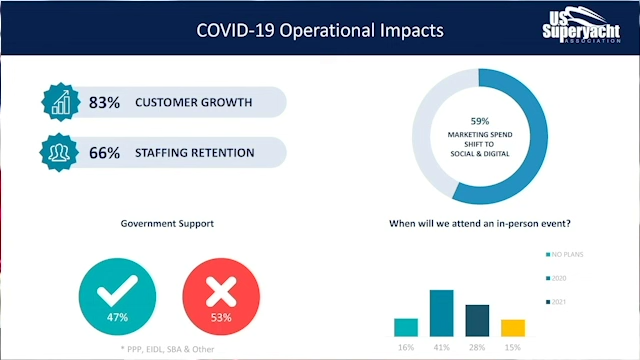 COVID-19 Operational Impacts
US
Superyacht
ASSOCIATION
83% CUSTOMER GROWTH
66% STAFFING RETENTION
59%
MARKETING SPEND
SHIFT TO
SOCIAL & DIGITAL
Government Support
47%
53%
* PPP, EIDL, SBA & Other
When will we attend an in-person event?
NO PLANS
2020
2021
16% 41% 28% 15%